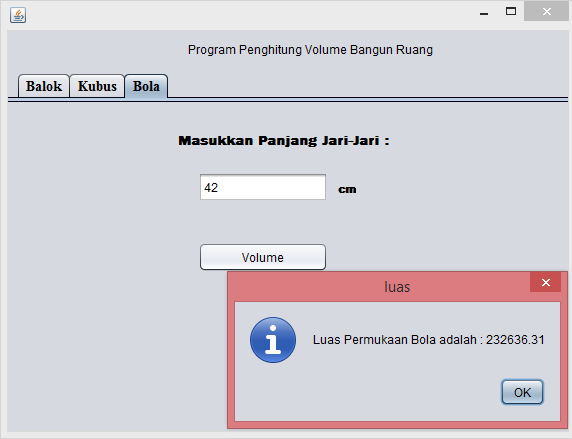 Program Penghitung Volume Bangun Ruang
Balok Kubus Bola
Masukkan Panjang Jari-Jari :
42 cm
Volume
luas
Luas Permukaan Bola adalah : 232636.31
OK